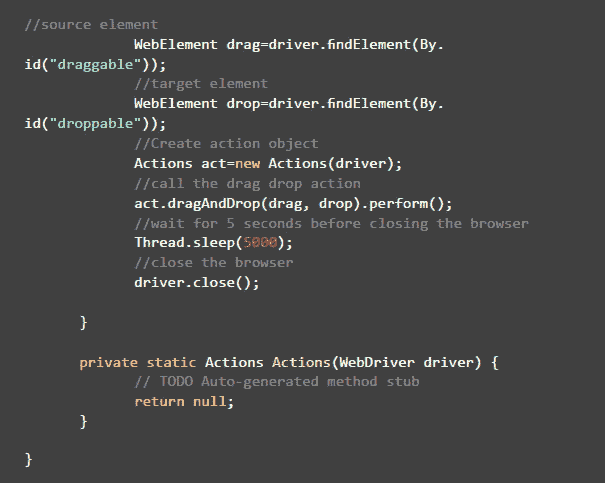 //source element
WebElement drag=driver.findElement(By.
id("draggable"));
//target element
WebElement drop=driver.findElement(By.
id("droppable"));
//Create action object
Actions act=new Actions(driver);
//call the drag drop action
act.dragAndDrop(drag, drop).perform();
//wait for 5 seconds before closing the browser
Thread.sleep(5000);
//close the browser
driver.close();
}
private static Actions Actions(WebDriver driver) {
// TODO Auto-generated method stub
return null;
}
}